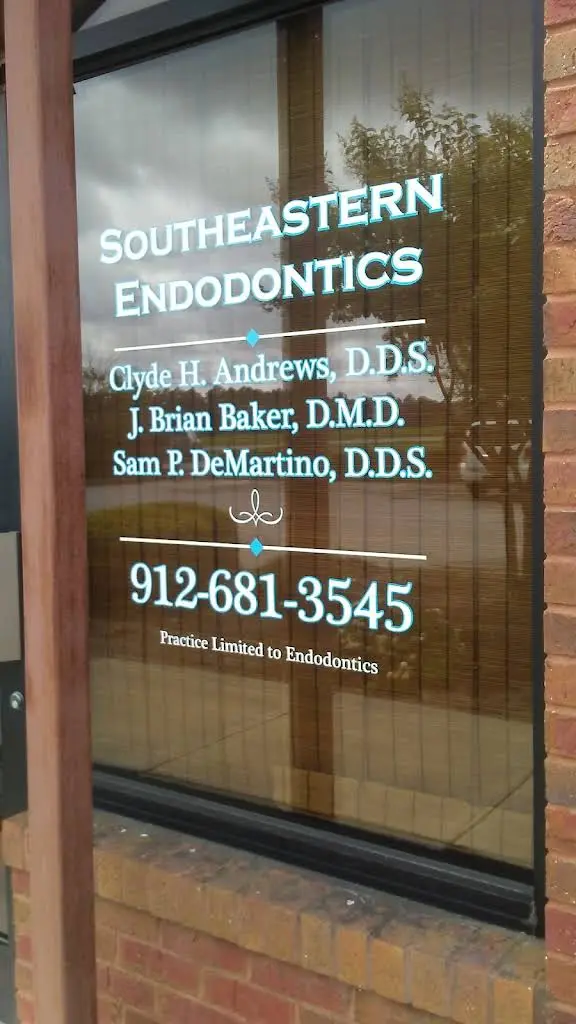 SOUTHEASTERN
ENDODONTICS
Clyde H. Andrews, D.D.S.
J. Brian Baker, D.M.D.
Sam P. DeMartino, D.D.S.
912-681-3545
Practice Limited to Endodontics